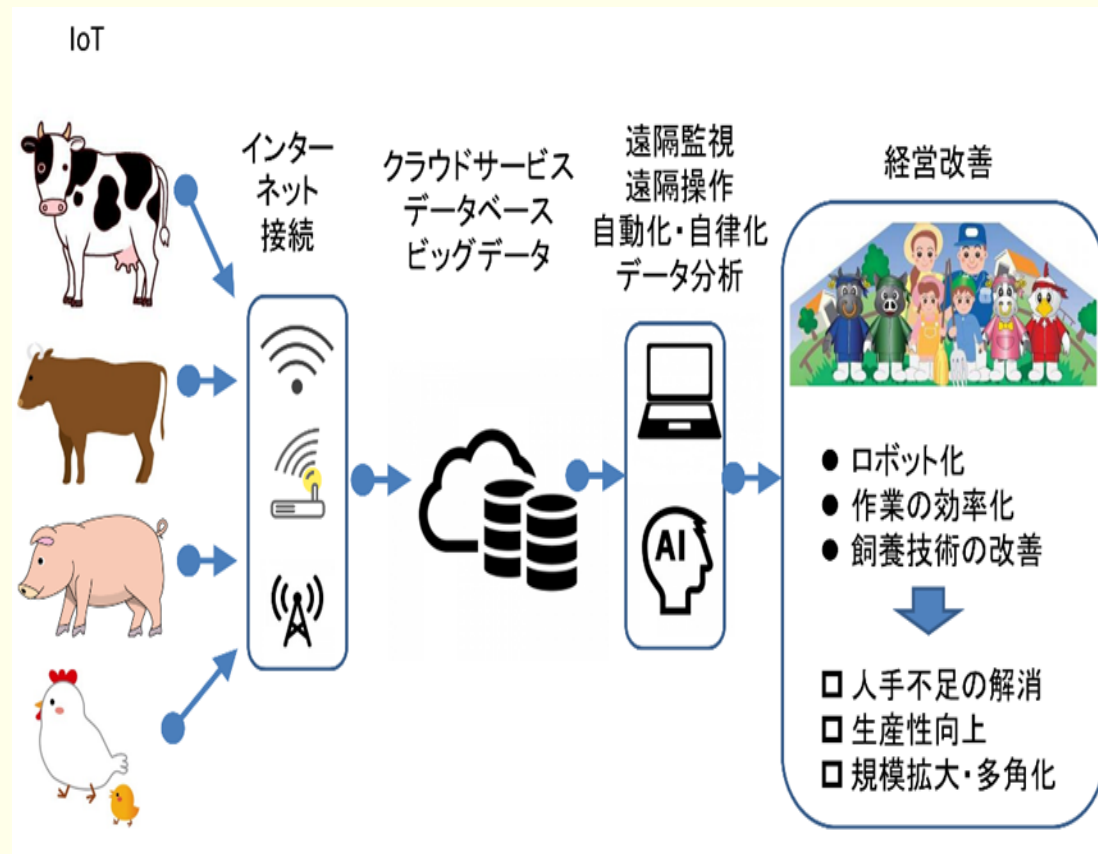 IoT
インター
ネット
接続
クラウドサービス
データベース
ビッグデータ
遠隔監視
遠隔操作
自動化・自律化
データ分析
AI
経営改善
● ロボット化
● 作業の効率化
● 飼養技術の改善
□ 人手不足の解消
□ 生産性向上
□ 規模拡大・多角化